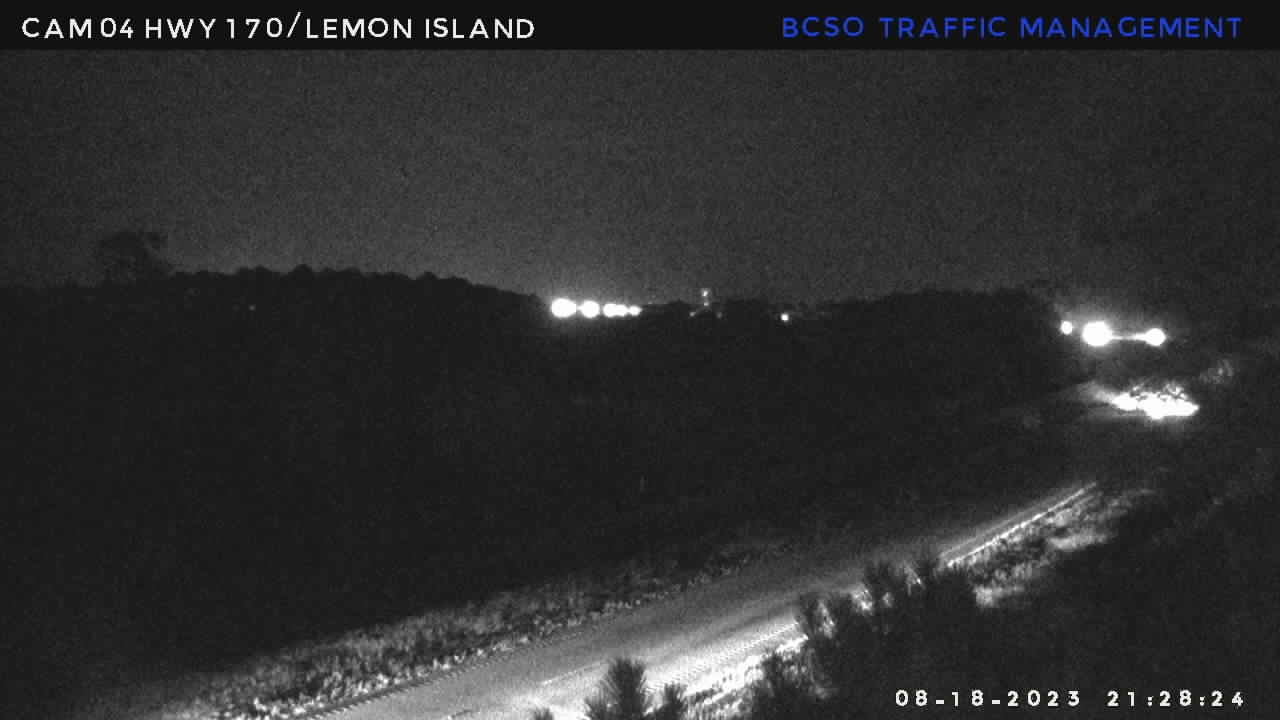 CAM 04 HWY 170/LEMON ISLAND
BCSO TRAFFIC MANAGEMENT
08-18-2023 21:28:24